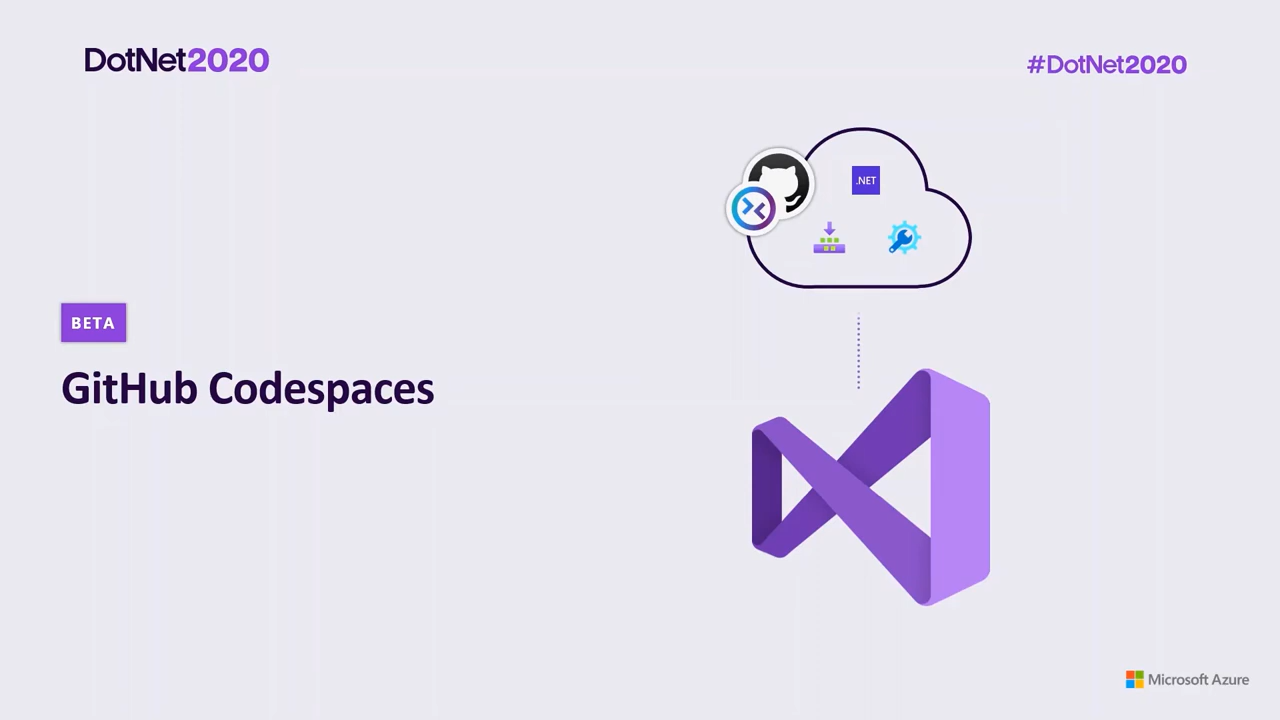 DotNet2020
#DotNet2020
.NET
BETA
GitHub Codespaces
Microsoft Azure